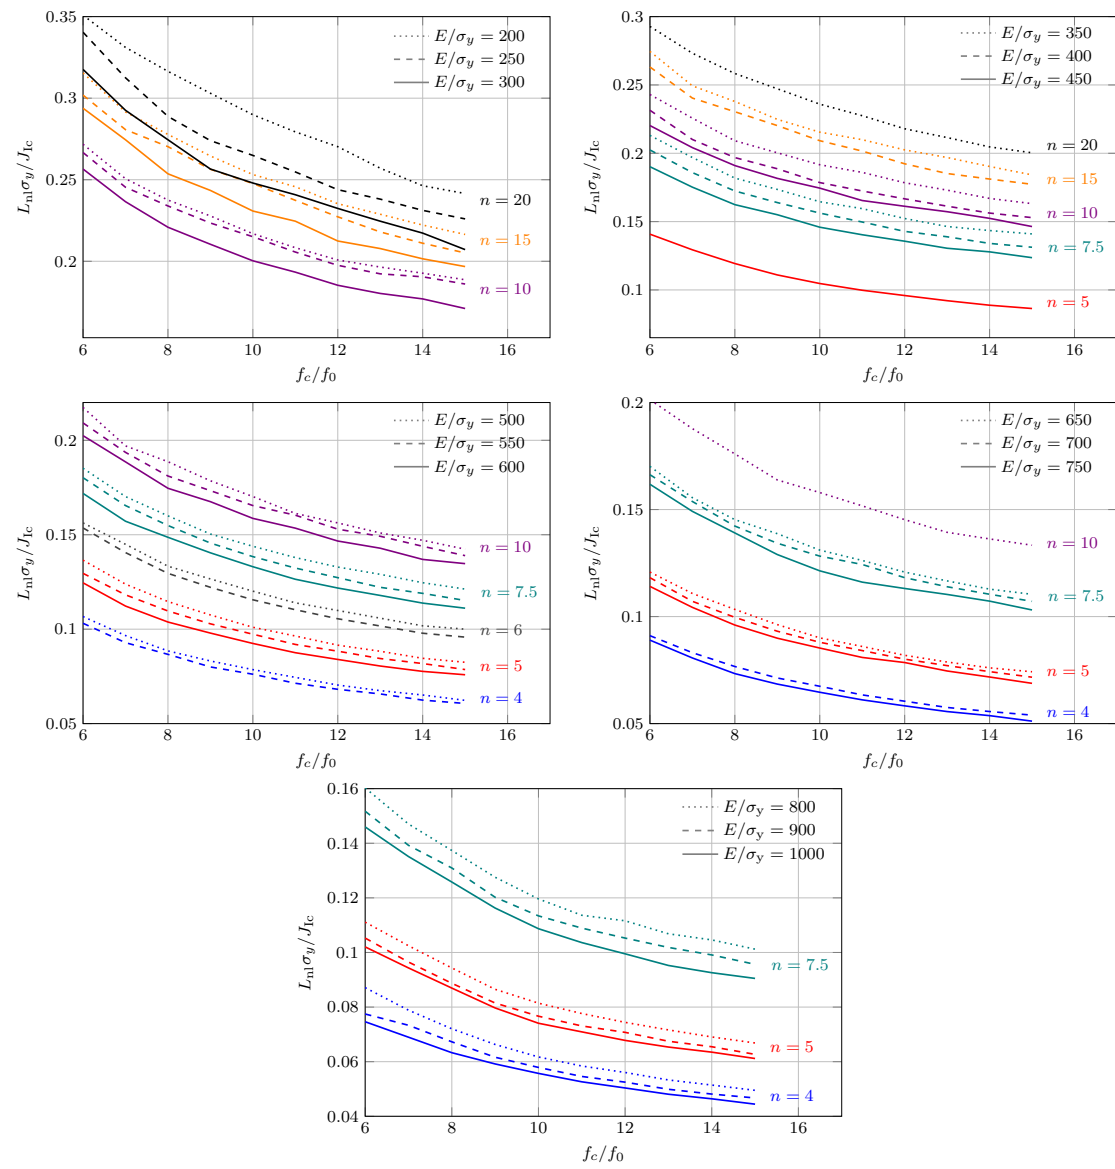 0.35
0.3
0.25
0.2
6 8 10 12 14 16
f_c/f_0
L_nl σ_y/J_Ic
E/σ_y = 200
E/σ_y = 250
E/σ_y = 300
n = 20
n = 15
n = 10
0.3
0.25
0.2
0.15
0.1
6 8 10 12 14 16
f_c/f_0
L_nl σ_y/J_Ic
E/σ_y = 350
E/σ_y = 400
E/σ_y = 450
n = 20
n = 15
n = 10
n = 7.5
n = 5
0.2
0.15
0.1
0.05
6 8 10 12 14 16
f_c/f_0
L_nl σ_y/J_Ic
E/σ_y = 500
E/σ_y = 550
E/σ_y = 600
n = 10
n = 7.5
n = 6
n = 5
n = 4
0.2
0.15
0.1
0.05
6 8 10 12 14 16
f_c/f_0
L_nl σ_y/J_Ic
E/σ_y = 650
E/σ_y = 700
E/σ_y = 750
n = 10
n = 7.5
n = 5
n = 4
0.16
0.14
0.12
0.1
0.08
0.06
0.04
6 8 10 12 14 16
f_c/f_0
L_nl σ_y/J_Ic
E/σ_y = 800
E/σ_y = 900
E/σ_y = 1000
n = 7.5
n = 5
n = 4